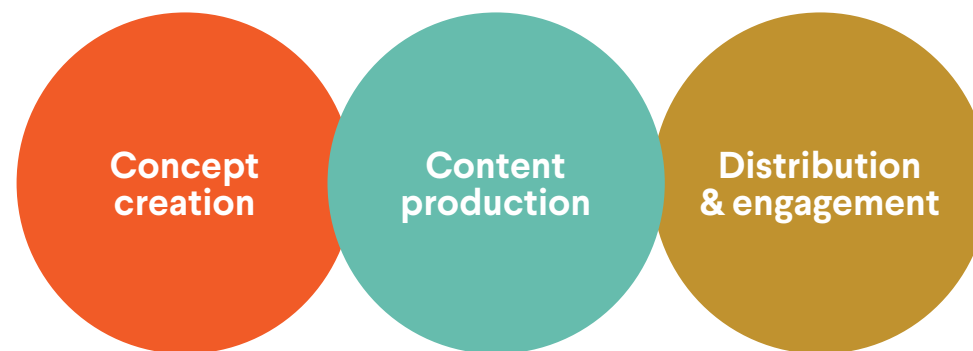 Concept
creation
Content
production
Distribution
& engagement